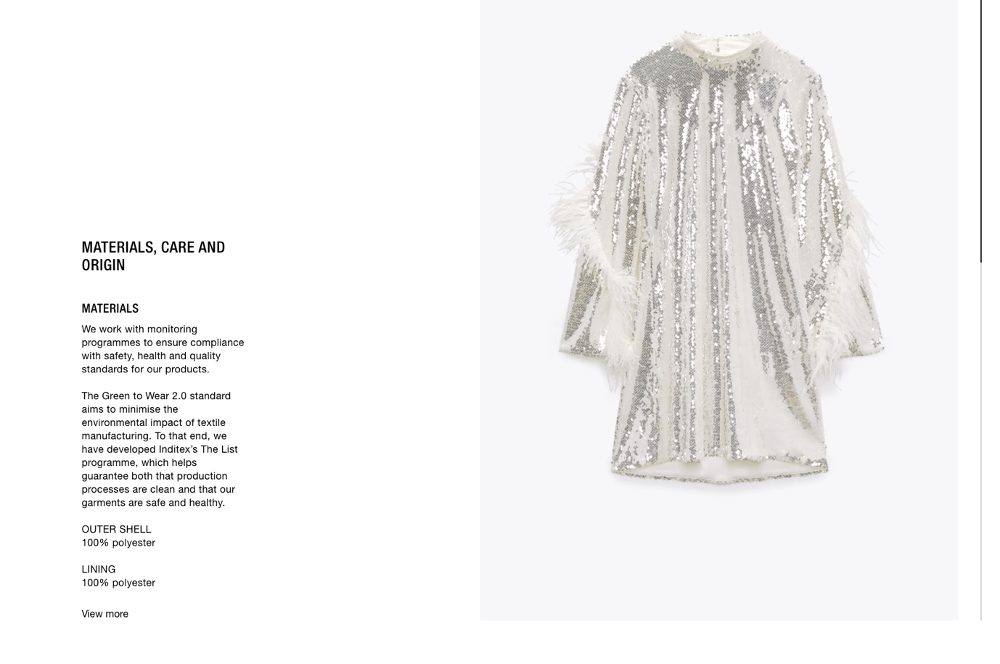 MATERIALS, CARE AND
ORIGIN
MATERIALS
We work with monitoring
programmes to ensure compliance
with safety, health and quality
standards for our products.
The Green to Wear 2.0 standard
aims to minimise the
environmental impact of textile
manufacturing. To that end, we
have developed Inditex’s The List
programme, which helps
guarantee both that production
processes are clean and that our
garments are safe and healthy.
OUTER SHELL
100% polyester
LINING
100% polyester
View more